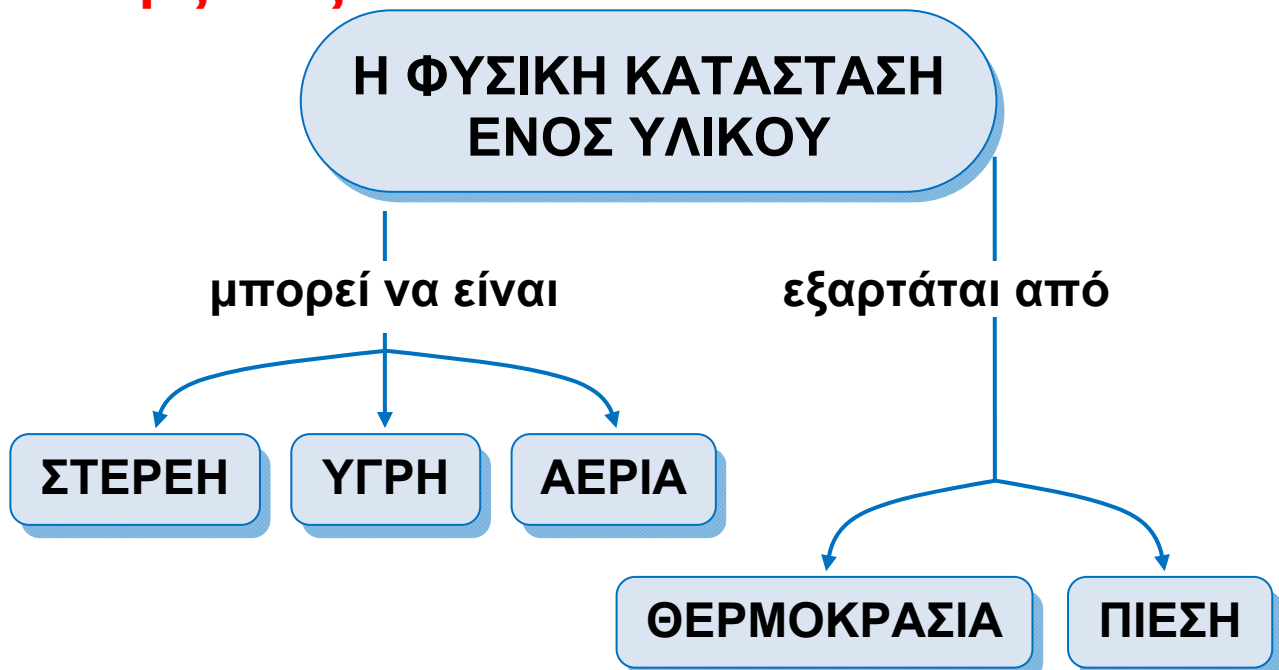 Η ΦΥΣΙΚΗ ΚΑΤΑΣΤΑΣΗ
ΕΝΟΣ ΥΛΙΚΟΥ
μπορεί να είναι
εξαρτάται από
ΣΤΕΡΕΗ
ΥΓΡΗ
ΑΕΡΙΑ
ΘΕΡΜΟΚΡΑΣΙΑ
ΠΙΕΣΗ